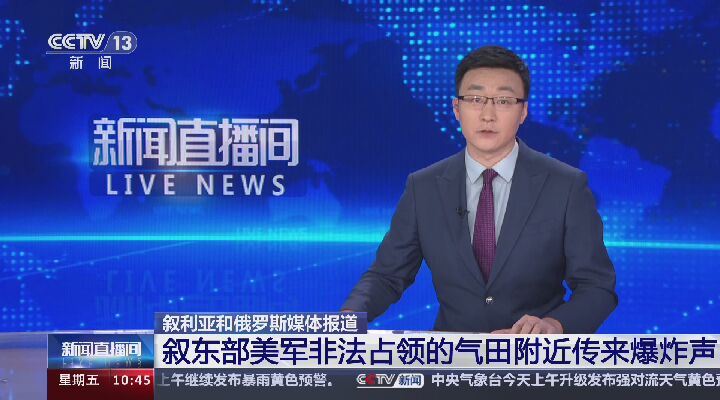 CCTV 13
新闻
新闻直播间
LIVE NEWS
叙利亚和俄罗斯媒体报道
新闻直播间
叙东部美军非法占领的气田附近传来爆炸声
星期五 10:45 上午继续发布暴雨黄色预警。 CCTV新闻 中央气象台今天上午升级发布强对流天气黄色预